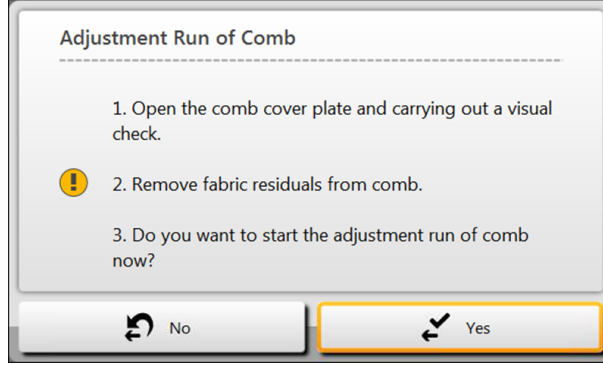 Adjustment Run of Comb
1. Open the comb cover plate and carrying out a visual
check.
2. Remove fabric residuals from comb.
3. Do you want to start the adjustment run of comb
now?
No
Yes